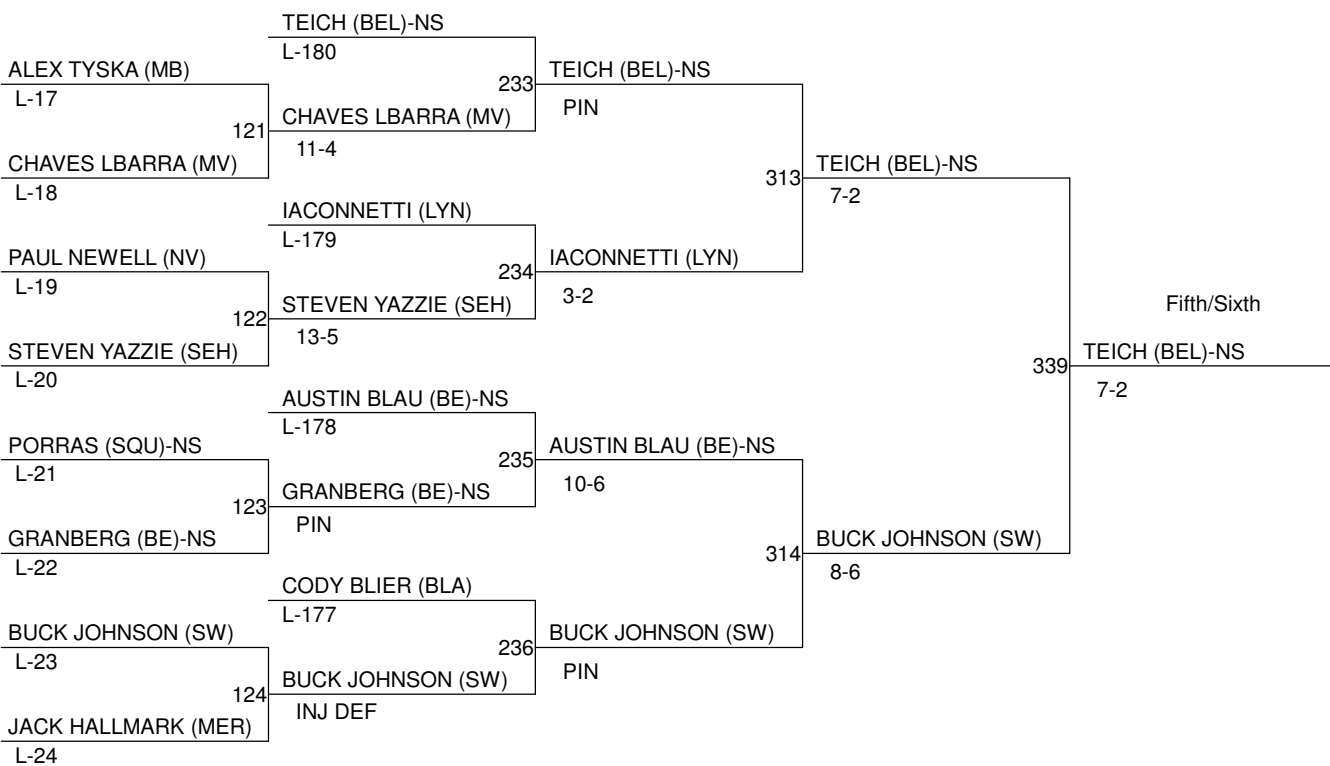 TEICH (BEL)-NS
L-180
ALEX TYSKA (MB)
L-17
233
TEICH (BEL)-NS
PIN
121
CHAVES LBARRA (MV)
11-4
CHAVES LBARRA (MV)
L-18
313
TEICH (BEL)-NS
7-2
IACONNETTI (LYN)
L-179
PAUL NEWELL (NV)
L-19
234
IACONNETTI (LYN)
3-2
122
STEVEN YAZZIE (SEH)
13-5
Fifth/Sixth
STEVEN YAZZIE (SEH)
L-20
339
TEICH (BEL)-NS
7-2
AUSTIN BLAU (BE)-NS
L-178
PORRAS (SQU)-NS
L-21
235
AUSTIN BLAU (BE)-NS
10-6
123
GRANBERG (BE)-NS
PIN
GRANBERG (BE)-NS
L-22
314
BUCK JOHNSON (SW)
8-6
CODY BLIER (BLA)
L-177
BUCK JOHNSON (SW)
L-23
236
BUCK JOHNSON (SW)
PIN
124
BUCK JOHNSON (SW)
INJ DEF
JACK HALLMARK (MER)
L-24